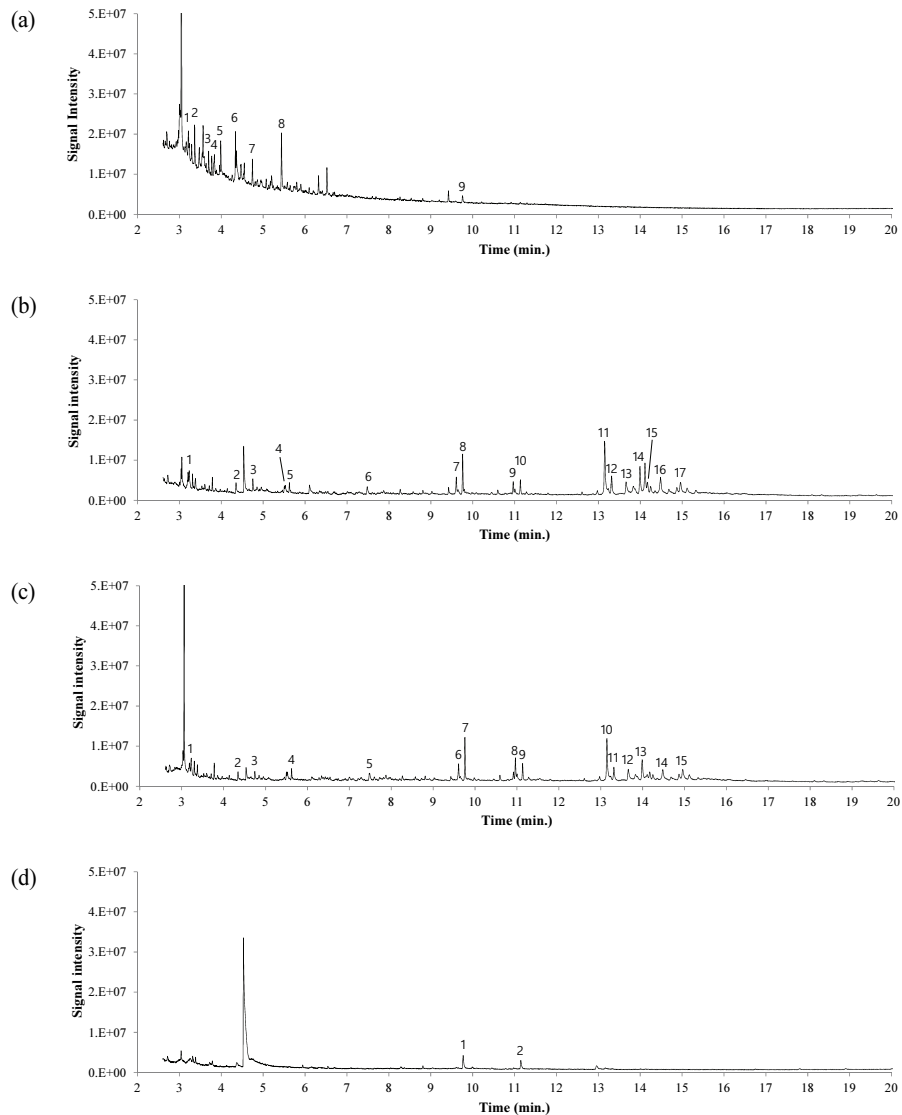 (a)
5.E+07
4.E+07
3.E+07
2.E+07
1.E+07
0.E+00
Signal Intensity
1 2 3 4 5 6 7 8 9
2 3 4 5 6 7 8 9 10 11 12 13 14 15 16 17 18 19 20
Time (min.)
(b)
5.E+07
4.E+07
3.E+07
2.E+07
1.E+07
0.E+00
Signal intensity
1 2 3 4 5 6 7 8 9 10 11 12 13 14 15 16 17
2 3 4 5 6 7 8 9 10 11 12 13 14 15 16 17 18 19 20
Time (min.)
(c)
5.E+07
4.E+07
3.E+07
2.E+07
1.E+07
0.E+00
Signal intensity
1 2 3 4 5 6 7 8 9 10 11 12 13 14 15
2 3 4 5 6 7 8 9 10 11 12 13 14 15 16 17 18 19 20
Time (min.)
(d)
5.E+07
4.E+07
3.E+07
2.E+07
1.E+07
0.E+00
Signal intensity
1 2
2 3 4 5 6 7 8 9 10 11 12 13 14 15 16 17 18 19 20
Time (min.)